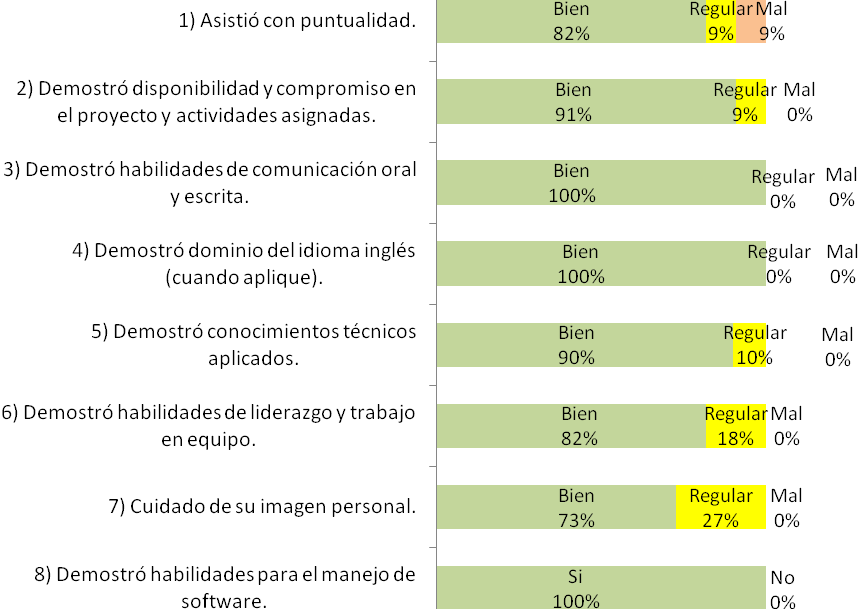 1) Asistió con puntualidad.
Bien Regular Mal
82% 9% 9%
2) Demostró disponibilidad y compromiso en
el proyecto y actividades asignadas.
Bien Regular Mal
91% 9% 0%
3) Demostró habilidades de comunicación oral
y escrita.
Bien Regular Mal
100% 0% 0%
4) Demostró dominio del idioma inglés
(cuando aplique).
Bien Regular Mal
100% 0% 0%
5) Demostró conocimientos técnicos
aplicados.
Bien Regular Mal
90% 10% 0%
6) Demostró habilidades de liderazgo y trabajo
en equipo.
Bien Regular Mal
82% 18% 0%
7) Cuidado de su imagen personal.
Bien Regular Mal
73% 27% 0%
8) Demostró habilidades para el manejo de
software.
Si No
100% 0%